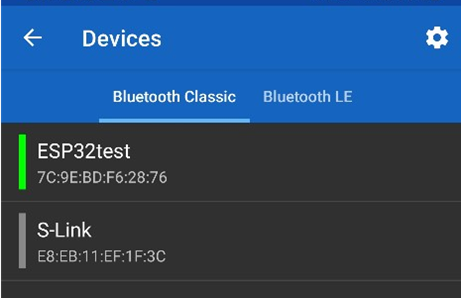 Devices
Bluetooth Classic Bluetooth LE
ESP32test
7C:9E:BD:F6:28:76
S-Link
E8:EB:11:EF:1F:3C